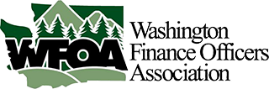 WFOA
Washington
Finance Officers
Association